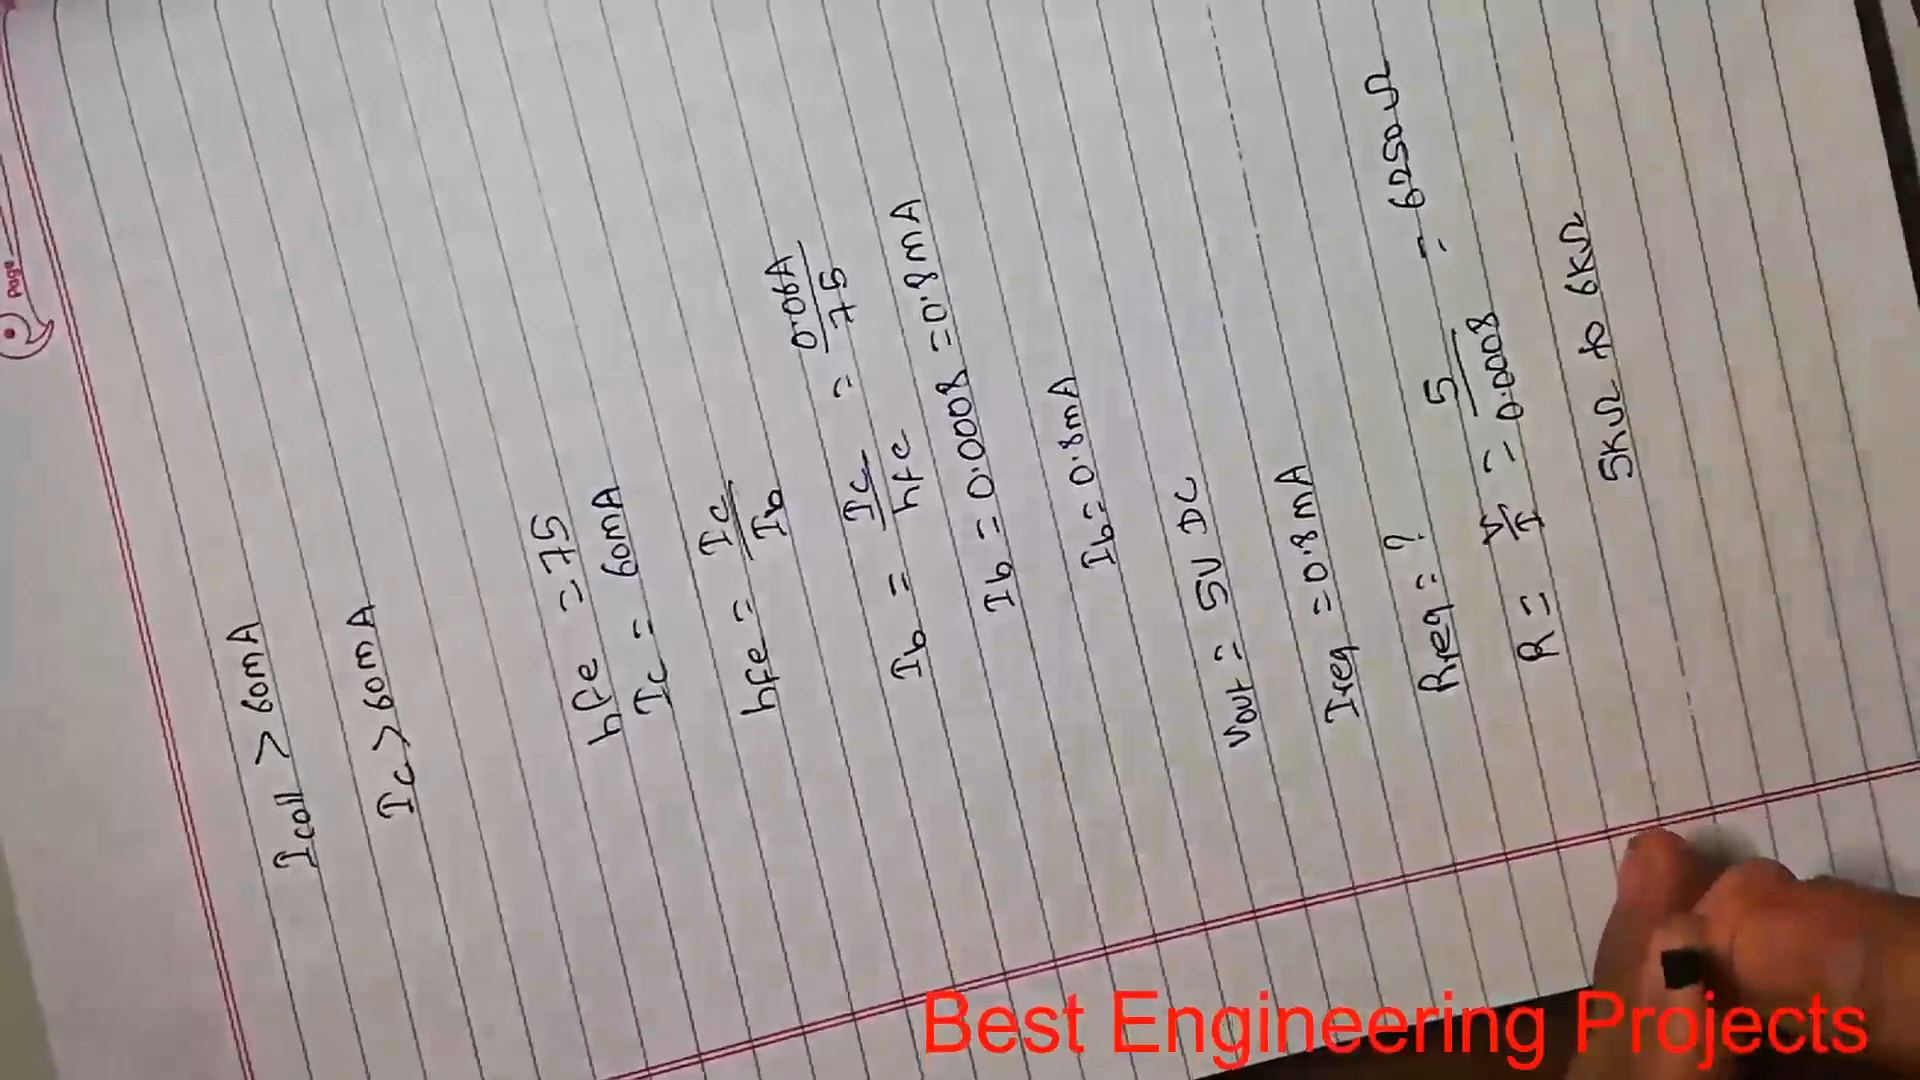 Page
Icoil > 60mA
Ic > 60mA
hfe = 75
Ic = 60mA
hfe = Ic / Ib
Ib = Ic / hfe = 0.06A / 75
Ib = 0.0008 = 0.8mA
Ib = 0.8mA
Vout = 5V DC
Ireq = 0.8mA
Rreq = ?
R = V / I = 5 / 0.0008 = 6250Ω
5KΩ to 6KΩ
Best Engineering Projects